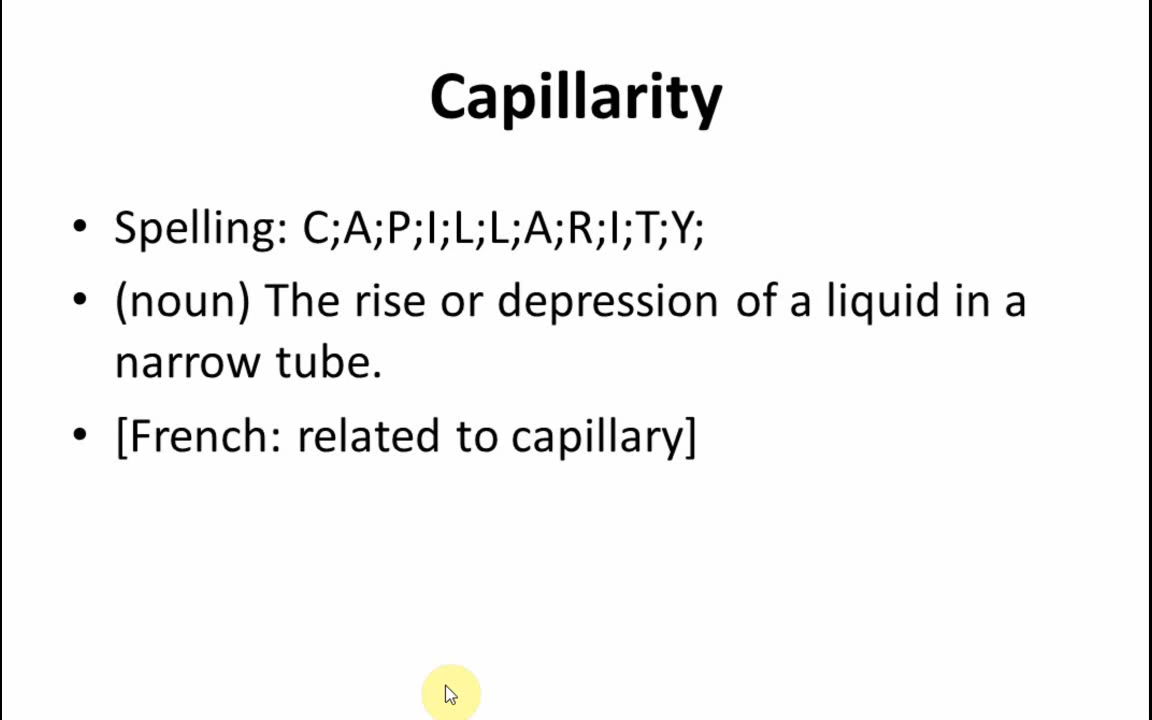 Capillarity
• Spelling: C;A;P;I;L;L;A;R;I;T;Y;
• (noun) The rise or depression of a liquid in a
narrow tube.
• [French: related to capillary]